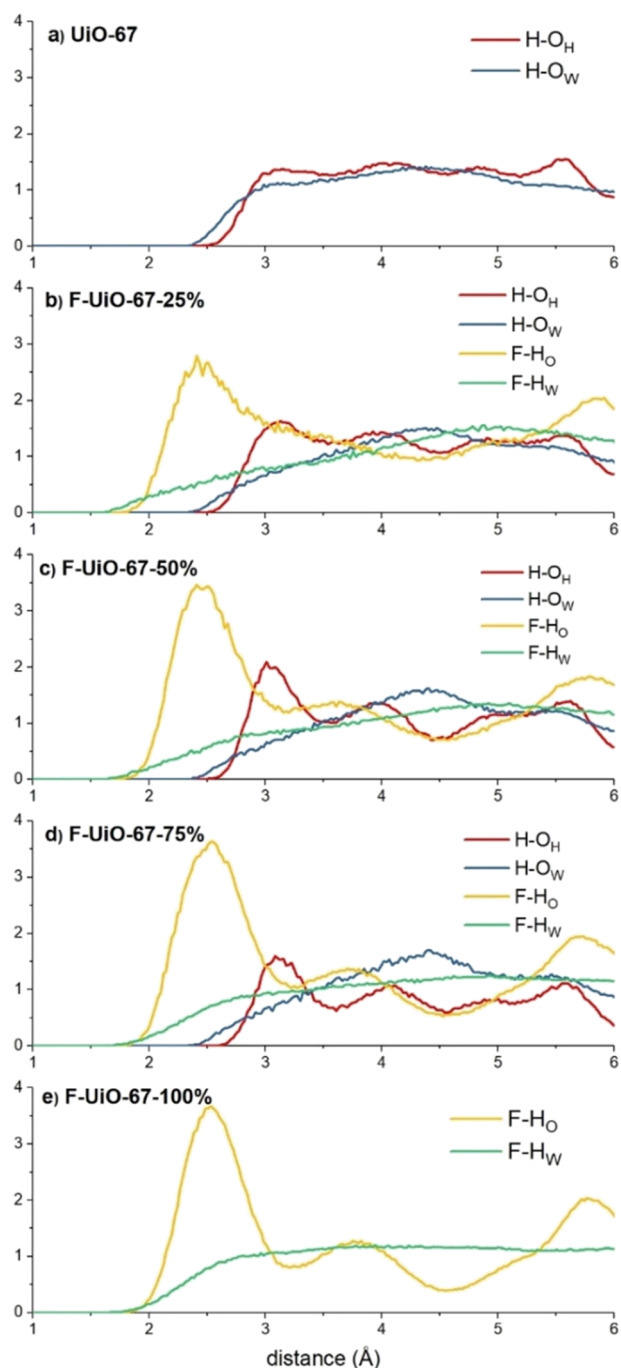 a) UiO-67
H-O_H
H-O_W
4
3
2
1
0
1 2 3 4 5 6
b) F-UiO-67-25%
H-O_H
H-O_W
F-H_O
F-H_W
4
3
2
1
0
1 2 3 4 5 6
c) F-UiO-67-50%
H-O_H
H-O_W
F-H_O
F-H_W
4
3
2
1
0
1 2 3 4 5 6
d) F-UiO-67-75%
H-O_H
H-O_W
F-H_O
F-H_W
4
3
2
1
0
1 2 3 4 5 6
e) F-UiO-67-100%
F-H_O
F-H_W
4
3
2
1
0
1 2 3 4 5 6
distance (Å)